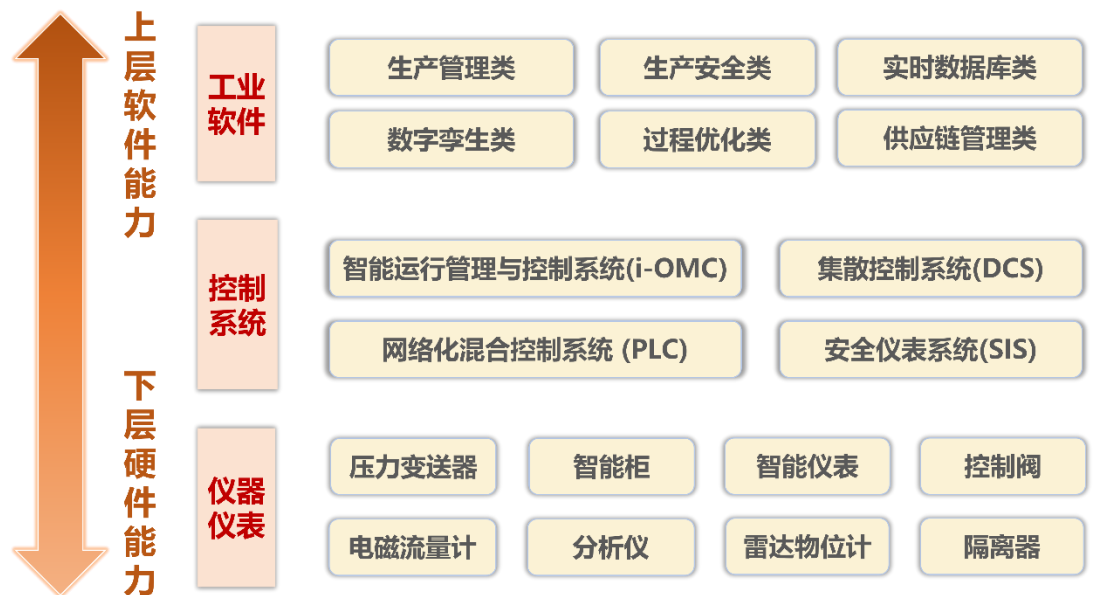 上层软件能力
工业
软件
生产管理类
生产安全类
实时数据库类
数字孪生类
过程优化类
供应链管理类
控制
系统
智能运行管理与控制系统(i-OMC)
集散控制系统(DCS)
网络化混合控制系统 (PLC)
安全仪表系统(SIS)
下层硬件能力
仪器
仪表
压力变送器
智能柜
智能仪表
控制阀
电磁流量计
分析仪
雷达物位计
隔离器